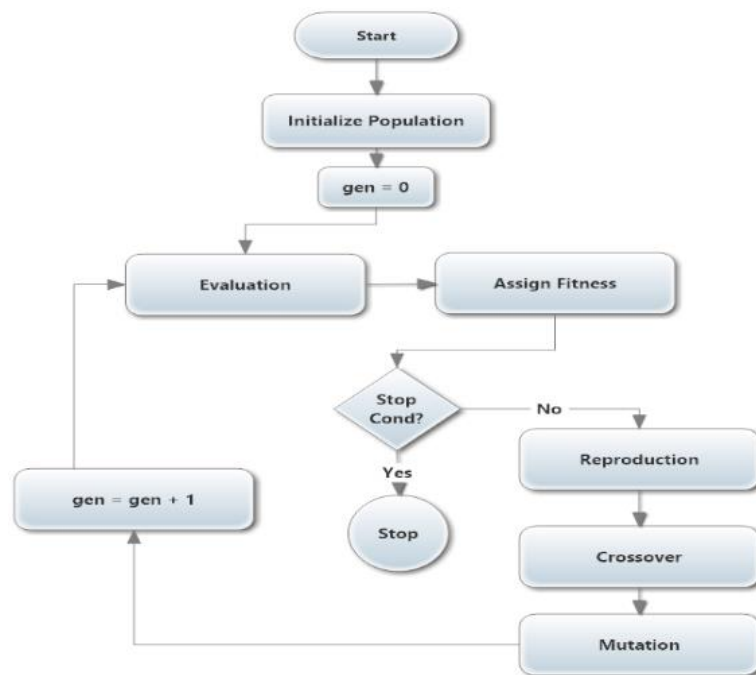 Start
Initialize Population
gen = 0
Evaluation
Assign Fitness
Stop
Cond?
No
Yes
Reproduction
gen = gen + 1
Stop
Crossover
Mutation